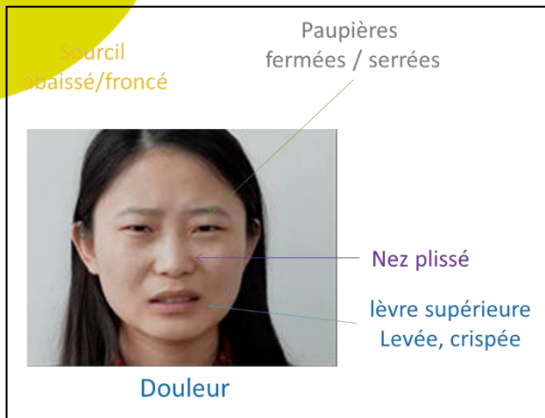 Sourcil
abaissé/froncé
Paupières
fermées / serrées
Nez plissé
lèvre supérieure
Levée, crispée
Douleur